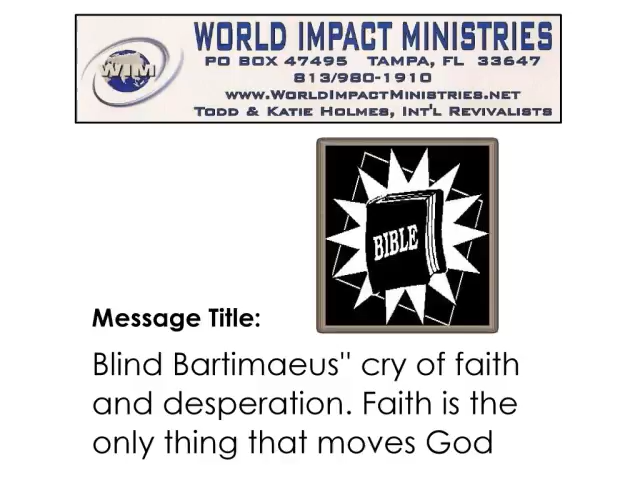 WIM
WORLD IMPACT MINISTRIES
PO BOX 47495 TAMPA, FL 33647
813/980-1910
www.WorldImpactMinistries.net
Todd & Katie Holmes, Int'l Revivalists
BIBLE
Message Title:
Blind Bartimaeus" cry of faith
and desperation. Faith is the
only thing that moves God